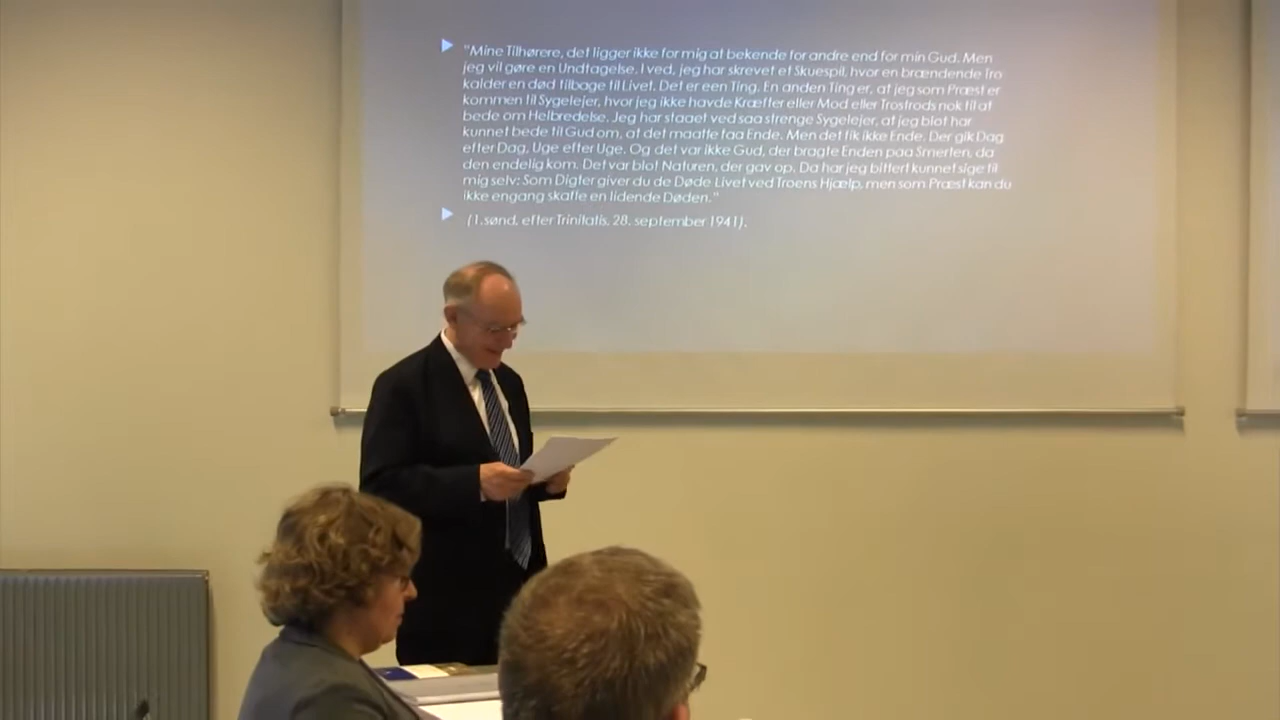 "Mine Tilhørere, det ligger ikke for mig at bekende for andre end for min Gud. Men
jeg vil gøre en Undtagelse. I ved, jeg har skrevet et Skuespil, hvor en brændende Tro
kalder en død tilbage til Livet. Det er een Ting. En anden Ting er, at jeg som Præst er
kommen til Sygelejer, hvor jeg ikke havde Kræfter eller Mod eller Trostrods nok til at
bede om Helbredelse. Jeg har staaet ved saa strenge Sygelejer, at jeg blot har
kunnet bede til Gud om, at det maatte faa Ende. Men det fik ikke Ende. Der gik Dag
efter Dag, Uge efter Uge. Og det var ikke Gud, der bragte Enden paa Smerten, da
den endelig kom. Det var blot Naturen, der gav op. Da har jeg bittert kunnet sige til
mig selv: Som Digter giver du de Døde Livet ved Troens Hjælp, men som Præst kan du
ikke engang skaffe en lidende Døden."
(1.sønd. efter Trinitatis. 28. september 1941).